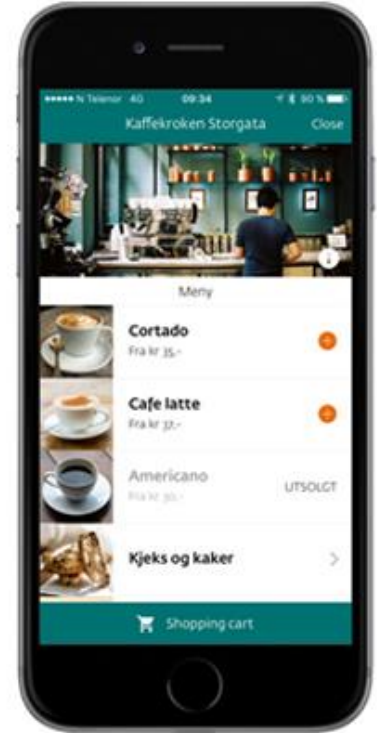 N Telenor 4G 09:34 90 %
Kaffekroken Storgata Close
Meny
Cortado
Fra kr 35,-
Cafe latte
Fra kr 37,-
Americano
Fra kr 30,-
UTSOLGT
Kjeks og kaker
Shopping cart